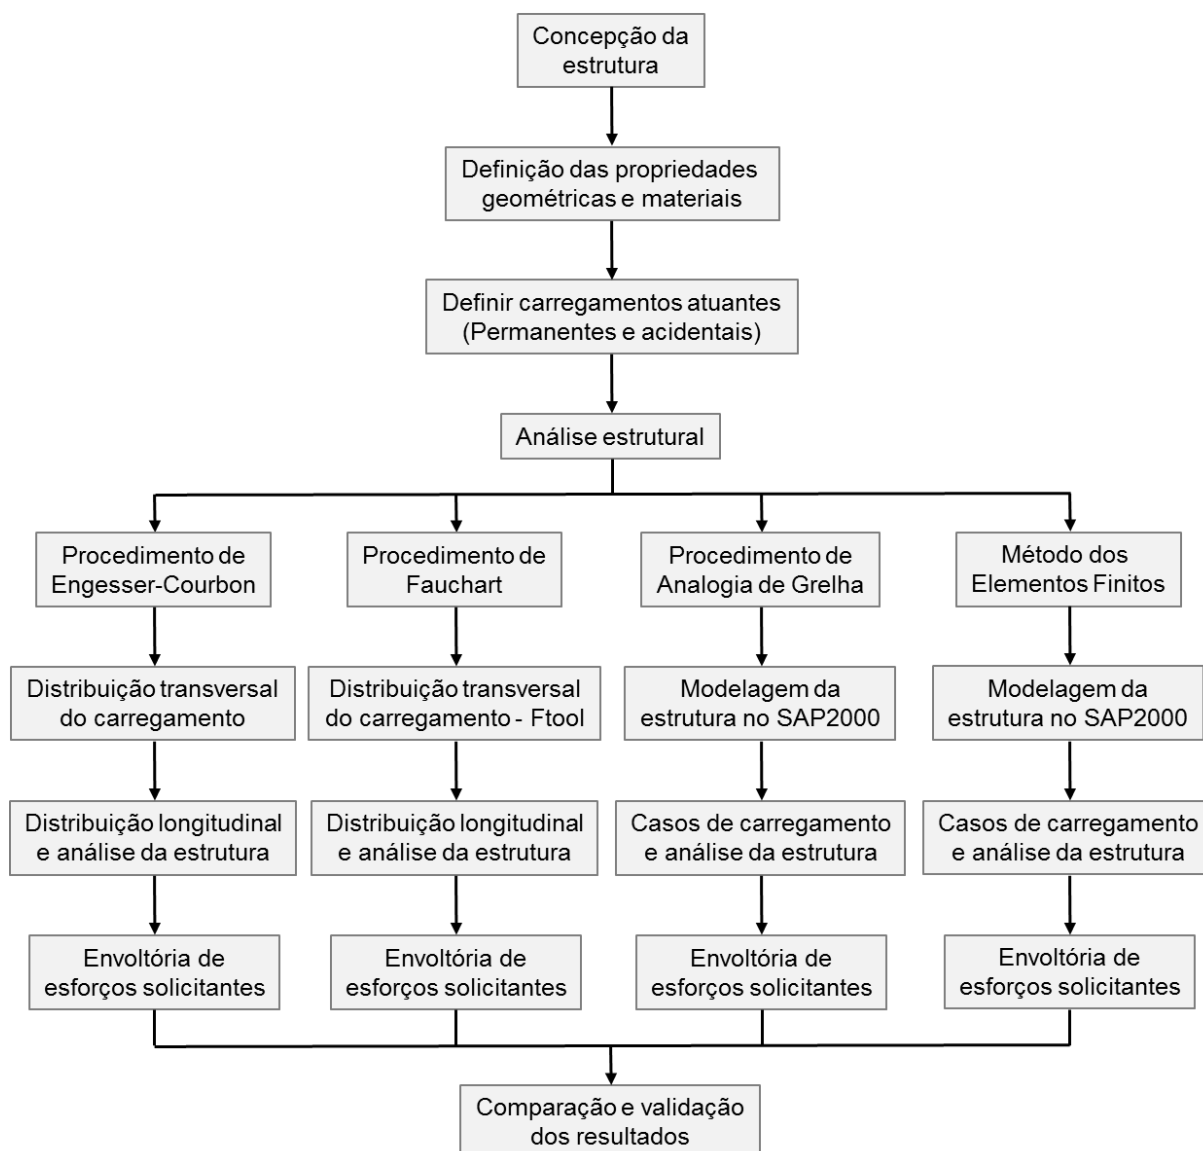 Concepção da
estrutura
Definição das propriedades
geométricas e materiais
Definir carregamentos atuantes
(Permanentes e acidentais)
Análise estrutural
Procedimento de
Engesser-Courbon
Procedimento de
Fauchart
Procedimento de
Analogia de Grelha
Método dos
Elementos Finitos
Distribuição transversal
do carregamento
Distribuição transversal
do carregamento - Ftool
Modelagem da
estrutura no SAP2000
Modelagem da
estrutura no SAP2000
Distribuição longitudinal
e análise da estrutura
Distribuição longitudinal
e análise da estrutura
Casos de carregamento
e análise da estrutura
Casos de carregamento
e análise da estrutura
Envoltória de
esforços solicitantes
Envoltória de
esforços solicitantes
Envoltória de
esforços solicitantes
Envoltória de
esforços solicitantes
Comparação e validação
dos resultados